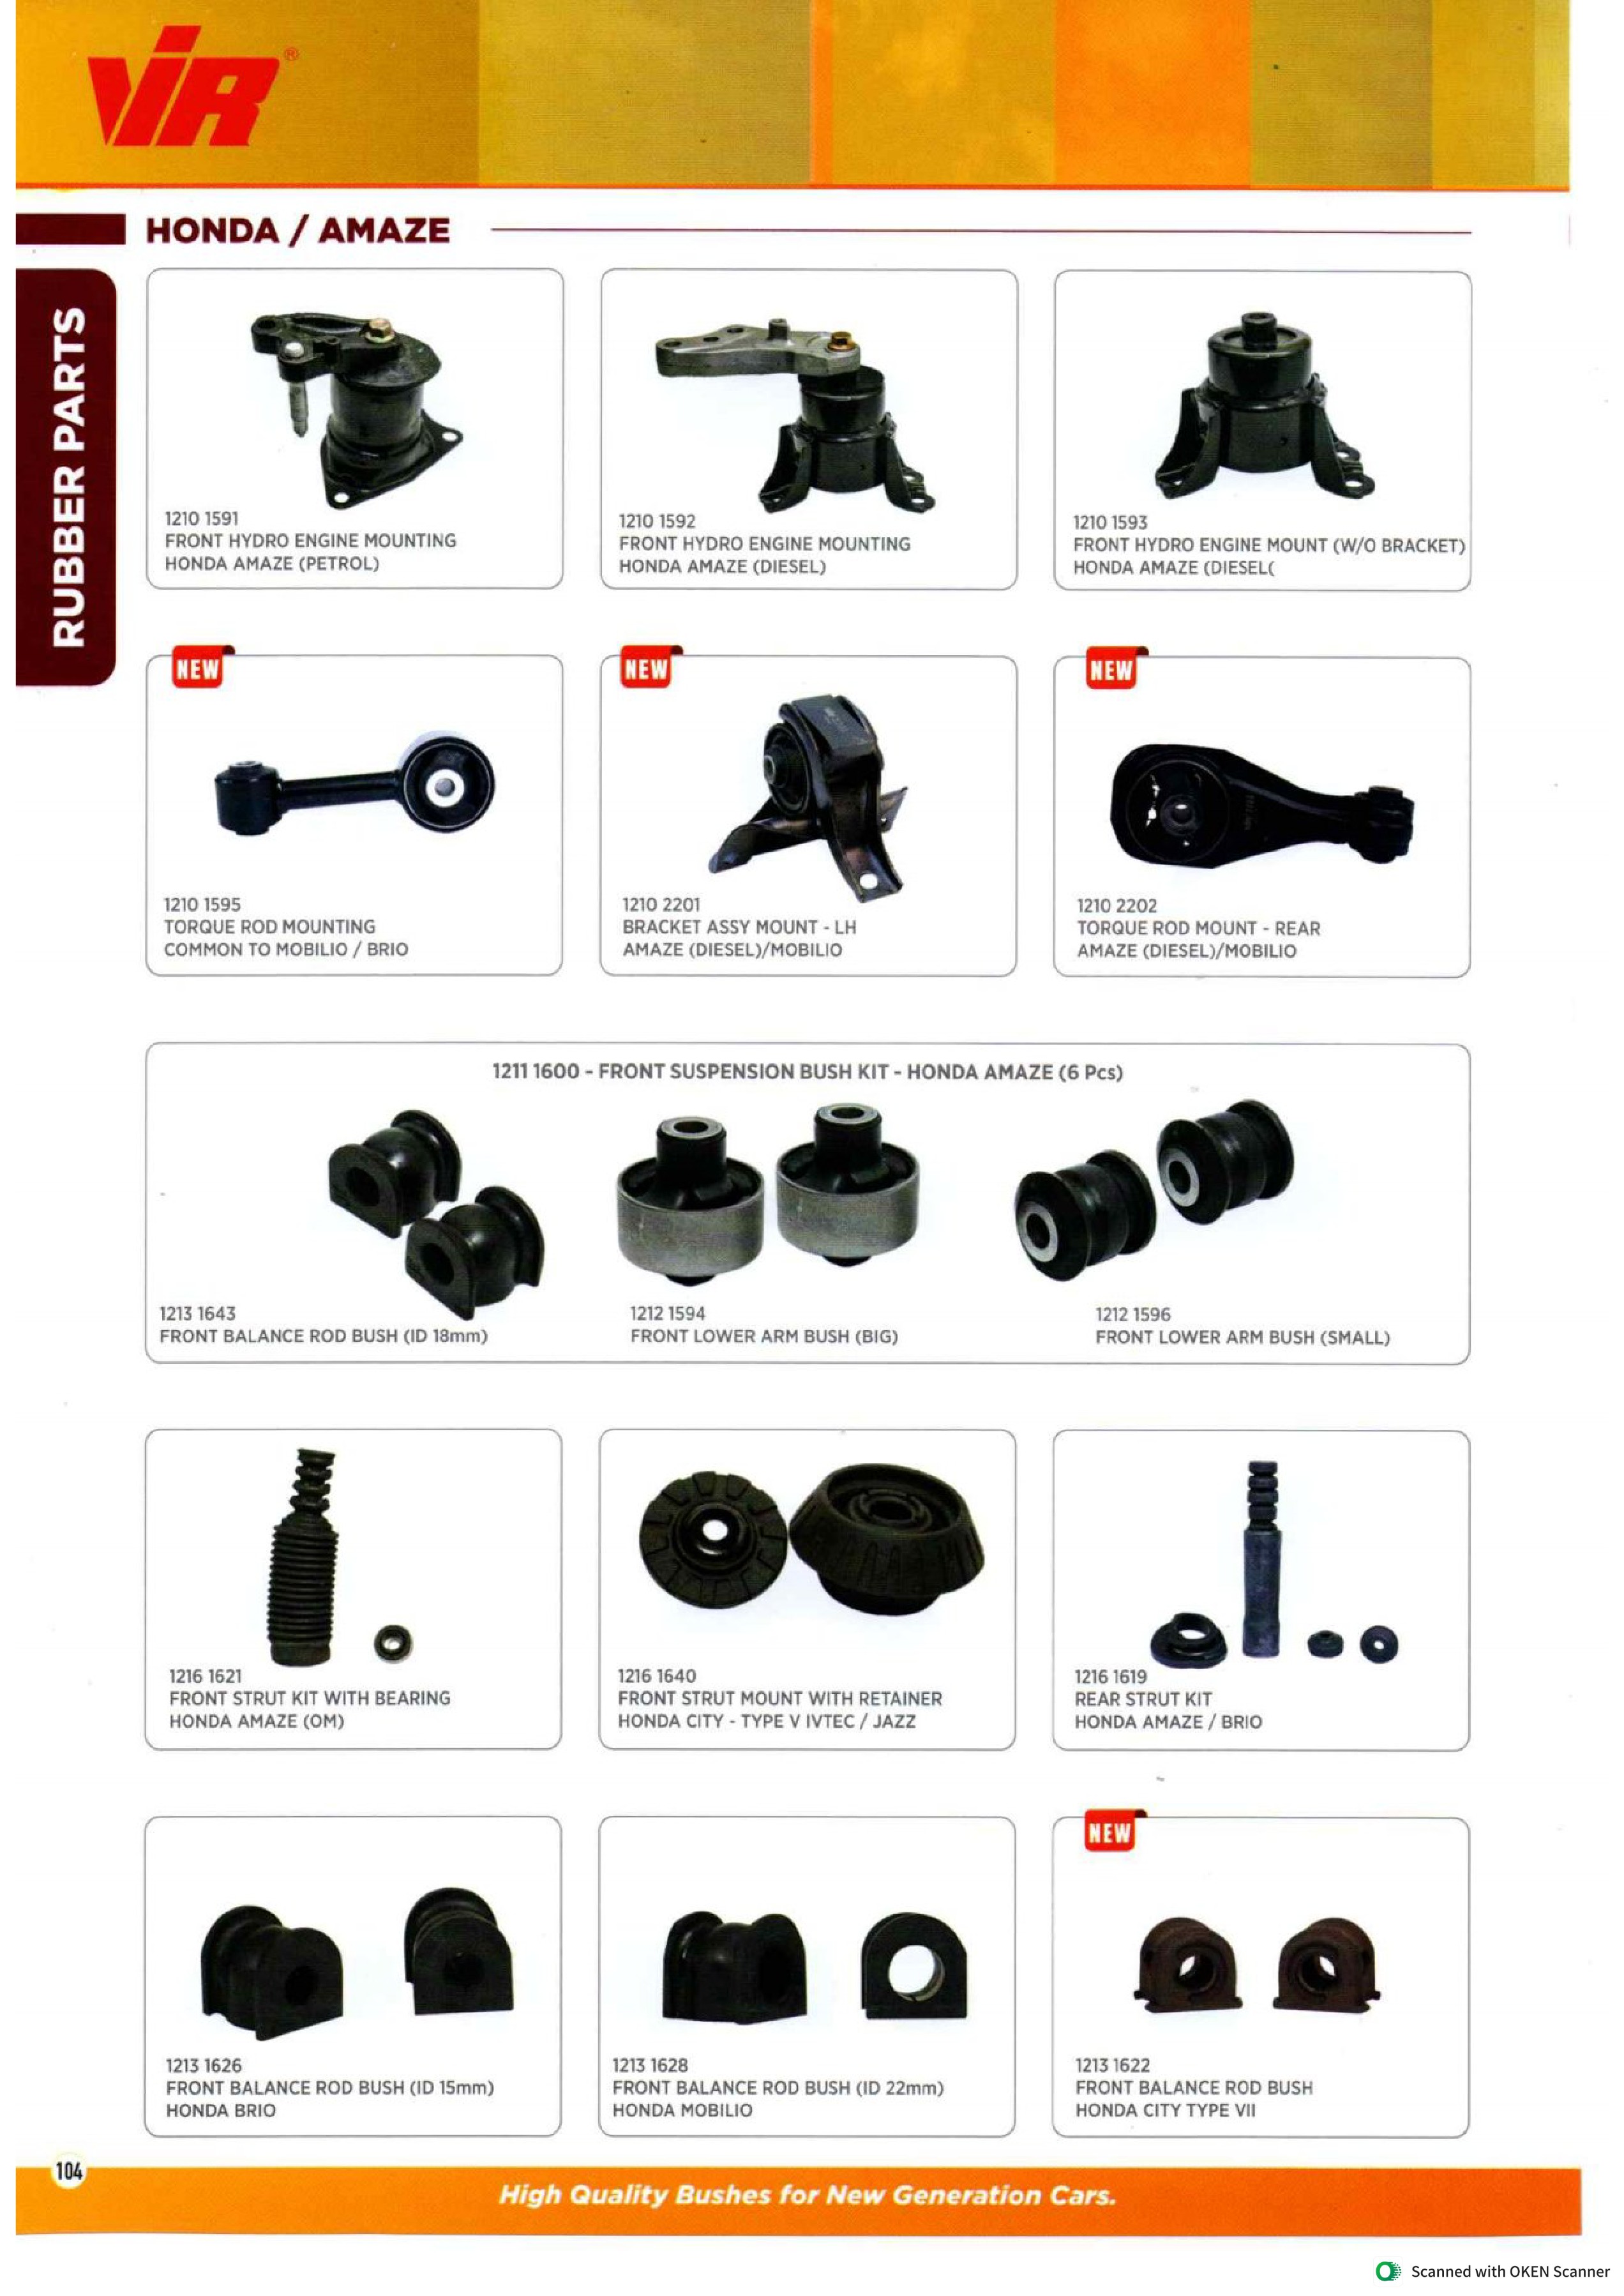 ViR®
HONDA / AMAZE
RUBBER PARTS
1210 1591
FRONT HYDRO ENGINE MOUNTING
HONDA AMAZE (PETROL)
1210 1592
FRONT HYDRO ENGINE MOUNTING
HONDA AMAZE (DIESEL)
1210 1593
FRONT HYDRO ENGINE MOUNT (W/O BRACKET)
HONDA AMAZE (DIESEL(
NEW
1210 1595
TORQUE ROD MOUNTING
COMMON TO MOBILIO / BRIO
NEW
1210 2201
BRACKET ASSY MOUNT - LH
AMAZE (DIESEL)/MOBILIO
NEW
1210 2202
TORQUE ROD MOUNT - REAR
AMAZE (DIESEL)/MOBILIO
1211 1600 - FRONT SUSPENSION BUSH KIT - HONDA AMAZE (6 Pcs)
1213 1643
FRONT BALANCE ROD BUSH (ID 18mm)
1212 1594
FRONT LOWER ARM BUSH (BIG)
1212 1596
FRONT LOWER ARM BUSH (SMALL)
1216 1621
FRONT STRUT KIT WITH BEARING
HONDA AMAZE (OM)
1216 1640
FRONT STRUT MOUNT WITH RETAINER
HONDA CITY - TYPE V IVTEC / JAZZ
1216 1619
REAR STRUT KIT
HONDA AMAZE / BRIO
1213 1626
FRONT BALANCE ROD BUSH (ID 15mm)
HONDA BRIO
1213 1628
FRONT BALANCE ROD BUSH (ID 22mm)
HONDA MOBILIO
NEW
1213 1622
FRONT BALANCE ROD BUSH
HONDA CITY TYPE VII
104
High Quality Bushes for New Generation Cars.
Scanned with OKEN Scanner